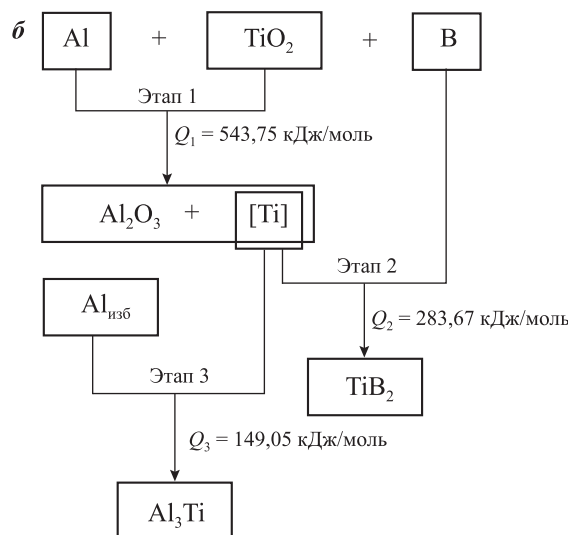 б Al + TiO₂ + B
Этап 1
Q₁ = 543,75 кДж/моль
Al₂O₃ + [Ti]
Этап 2
Alизб
Q₂ = 283,67 кДж/моль
Этап 3
TiB₂
Q₃ = 149,05 кДж/моль
Al₃Ti